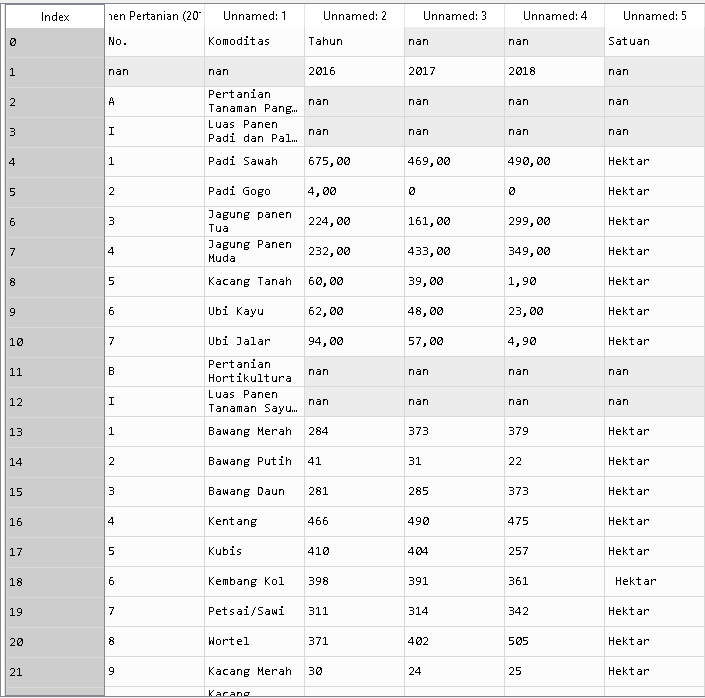 Index nen Pertanian (20 Unnamed: 1 Unnamed: 2 Unnamed: 3 Unnamed: 4 Unnamed: 5
0 No. Komoditas Tahun nan nan Satuan
1 nan nan 2016 2017 2018 nan
2 A Pertanian Tanaman Pang… nan nan nan nan
3 I Luas Panen Padi dan Pal… nan nan nan nan
4 1 Padi Sawah 675,00 469,00 490,00 Hektar
5 2 Padi Gogo 4,00 0 0 Hektar
6 3 Jagung panen Tua 224,00 161,00 299,00 Hektar
7 4 Jagung Panen Muda 232,00 433,00 349,00 Hektar
8 5 Kacang Tanah 60,00 39,00 1,90 Hektar
9 6 Ubi Kayu 62,00 48,00 23,00 Hektar
10 7 Ubi Jalar 94,00 57,00 4,90 Hektar
11 B Pertanian Hortikultura nan nan nan nan
12 I Luas Panen Tanaman Sayu… nan nan nan nan
13 1 Bawang Merah 284 373 379 Hektar
14 2 Bawang Putih 41 31 22 Hektar
15 3 Bawang Daun 281 285 373 Hektar
16 4 Kentang 466 490 475 Hektar
17 5 Kubis 410 404 257 Hektar
18 6 Kembang Kol 398 391 361 Hektar
19 7 Petsai/Sawi 311 314 342 Hektar
20 8 Wortel 371 402 505 Hektar
21 9 Kacang Merah 30 24 25 Hektar
Kacang